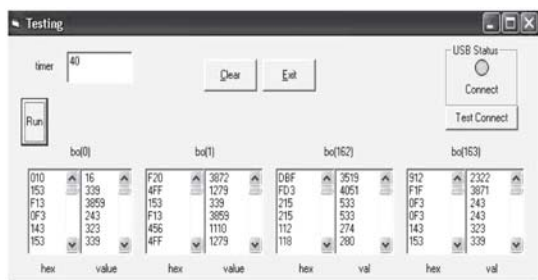 Testing
timer 40 Clear Exit USB Status
Connect
Run Test Connect
bo(0) bo(1) bo(162) bo(163)
010 16 F20 3872 DBF 3519 912 2322
153 339 4FF 1279 FD3 4051 F1F 3871
F13 3859 153 339 215 533 0F3 243
0F3 243 F13 3859 215 533 0F3 243
143 323 456 1110 112 274 143 323
153 339 4FF 1279 118 280 153 339
hex value hex value hex val hex val